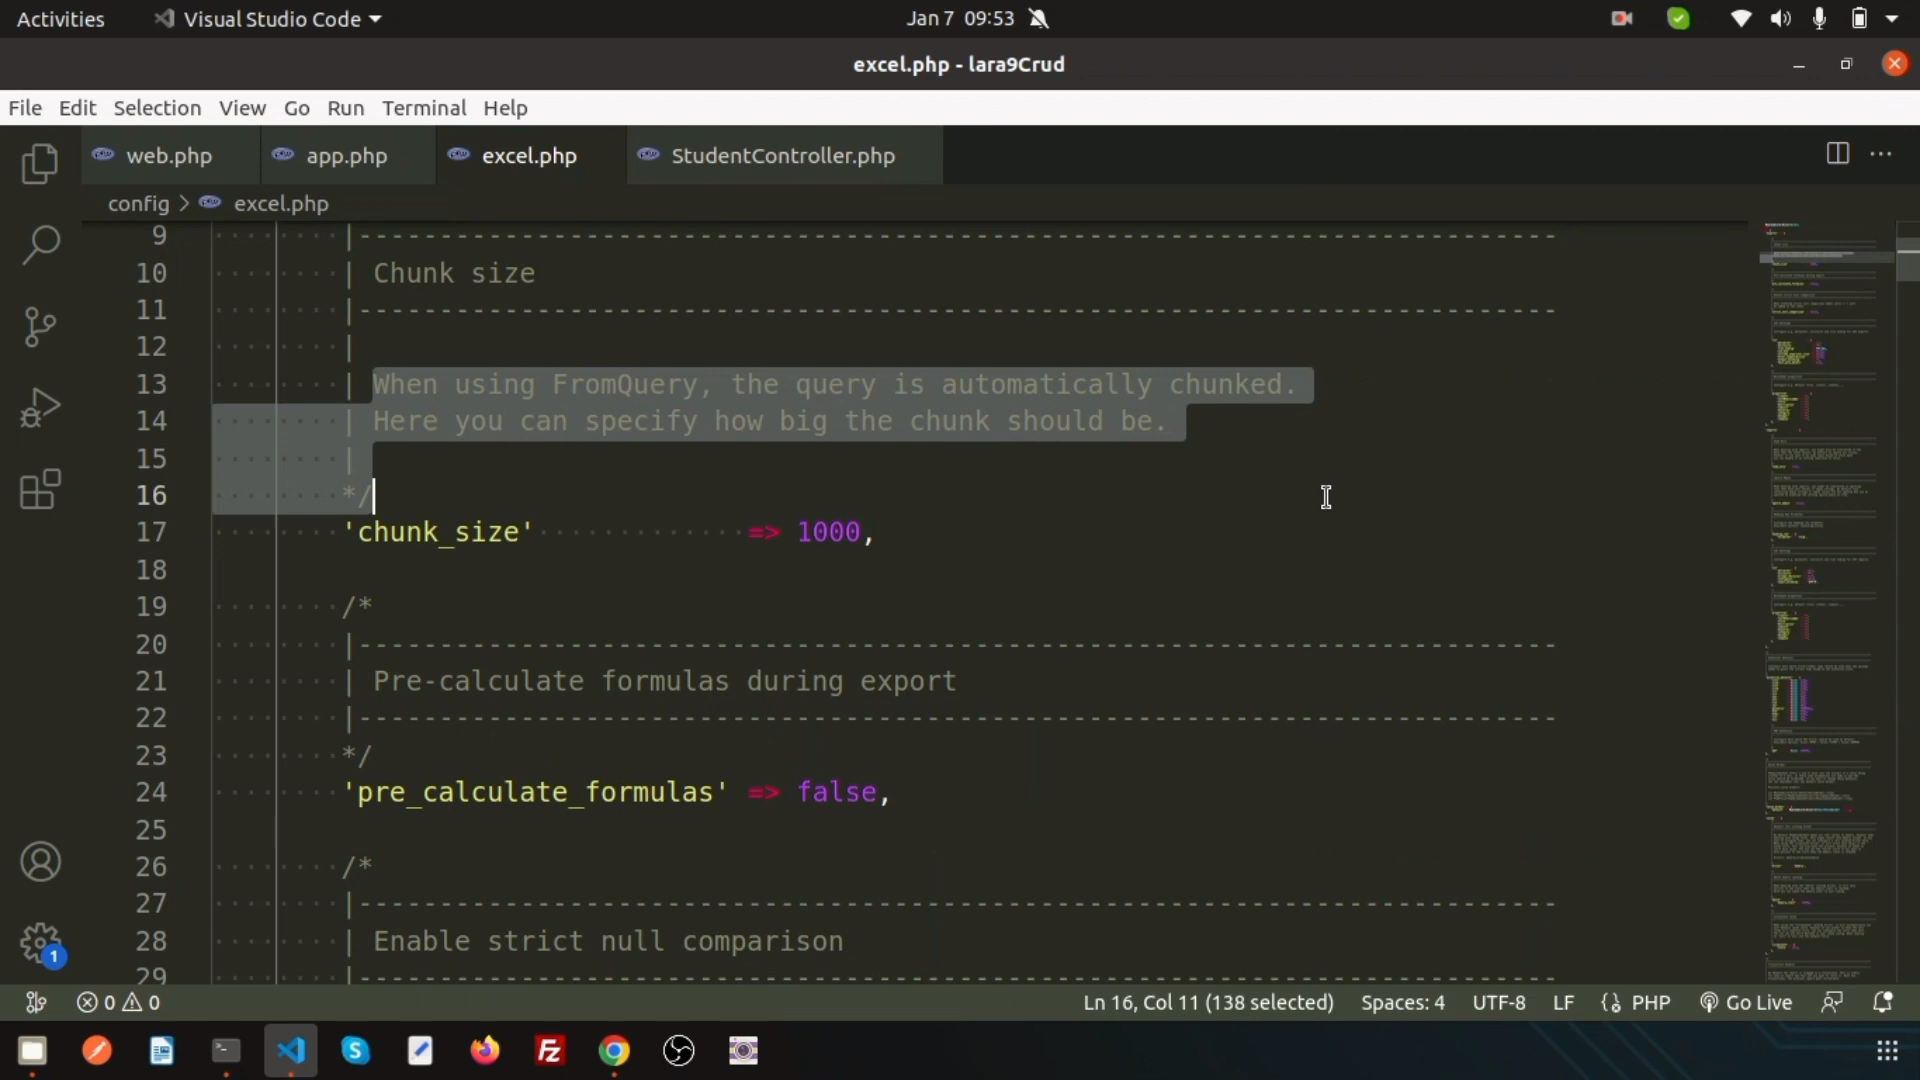 Activities Visual Studio Code Jan 7 09:53
excel.php - lara9Crud
File Edit Selection View Go Run Terminal Help
web.php app.php excel.php StudentController.php
config > excel.php
9 |--------------------------------------------------------------------------
10 | Chunk size
11 |--------------------------------------------------------------------------
12 |
13 | When using FromQuery, the query is automatically chunked.
14 | Here you can specify how big the chunk should be.
15 |
16 */
17 'chunk_size' => 1000,
18
19 /*
20 |--------------------------------------------------------------------------
21 | Pre-calculate formulas during export
22 |--------------------------------------------------------------------------
23 */
24 'pre_calculate_formulas' => false,
25
26 /*
27 |--------------------------------------------------------------------------
28 | Enable strict null comparison
29 |--------------------------------------------------------------------------
1
0 0 Ln 16, Col 11 (138 selected) Spaces: 4 UTF-8 LF PHP Go Live